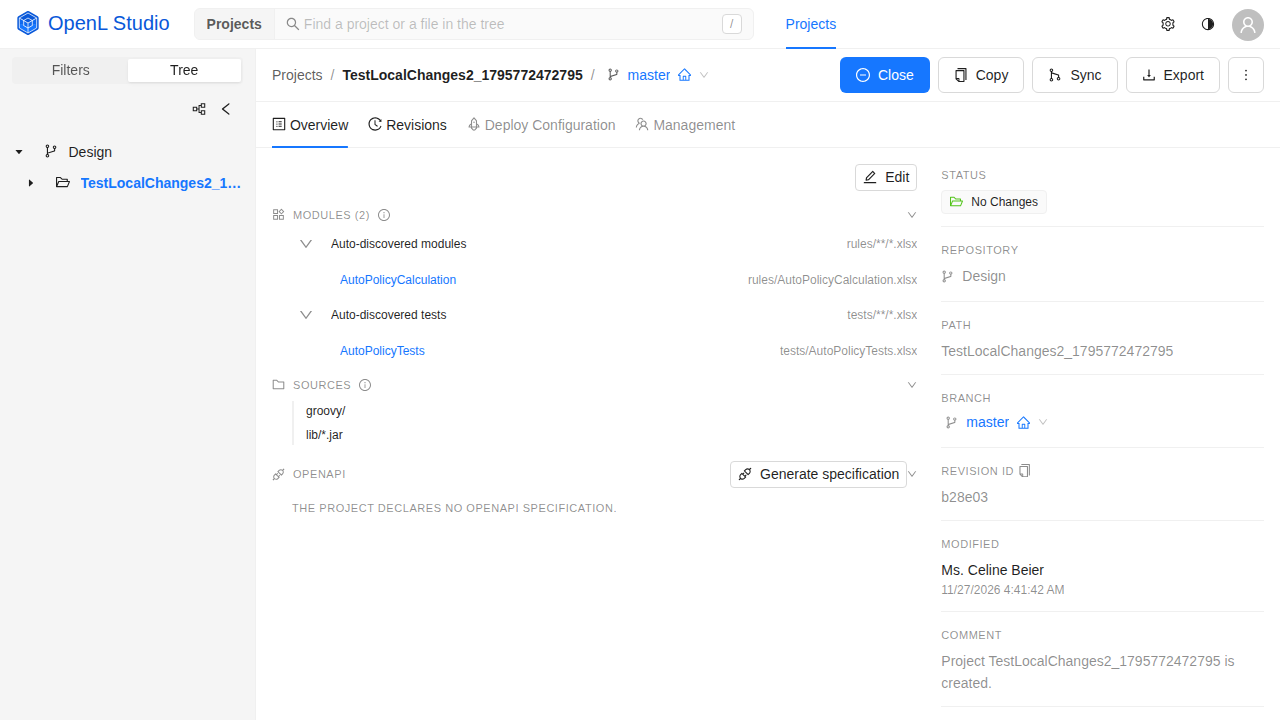 OpenL Studio
Projects
Find a project or a file in the tree
/
Projects
Filters
Tree
Design
TestLocalChanges2_1…
Projects / TestLocalChanges2_1795772472795 / master
Close
Copy
Sync
Export
Overview
Revisions
Deploy Configuration
Management
Edit
MODULES (2)
Auto-discovered modules
rules/**/*.xlsx
AutoPolicyCalculation
rules/AutoPolicyCalculation.xlsx
Auto-discovered tests
tests/**/*.xlsx
AutoPolicyTests
tests/AutoPolicyTests.xlsx
SOURCES
groovy/
lib/*.jar
OPENAPI
Generate specification
THE PROJECT DECLARES NO OPENAPI SPECIFICATION.
STATUS
No Changes
REPOSITORY
Design
PATH
TestLocalChanges2_1795772472795
BRANCH
master
REVISION ID
b28e03
MODIFIED
Ms. Celine Beier
11/27/2026 4:41:42 AM
COMMENT
Project TestLocalChanges2_1795772472795 is
created.